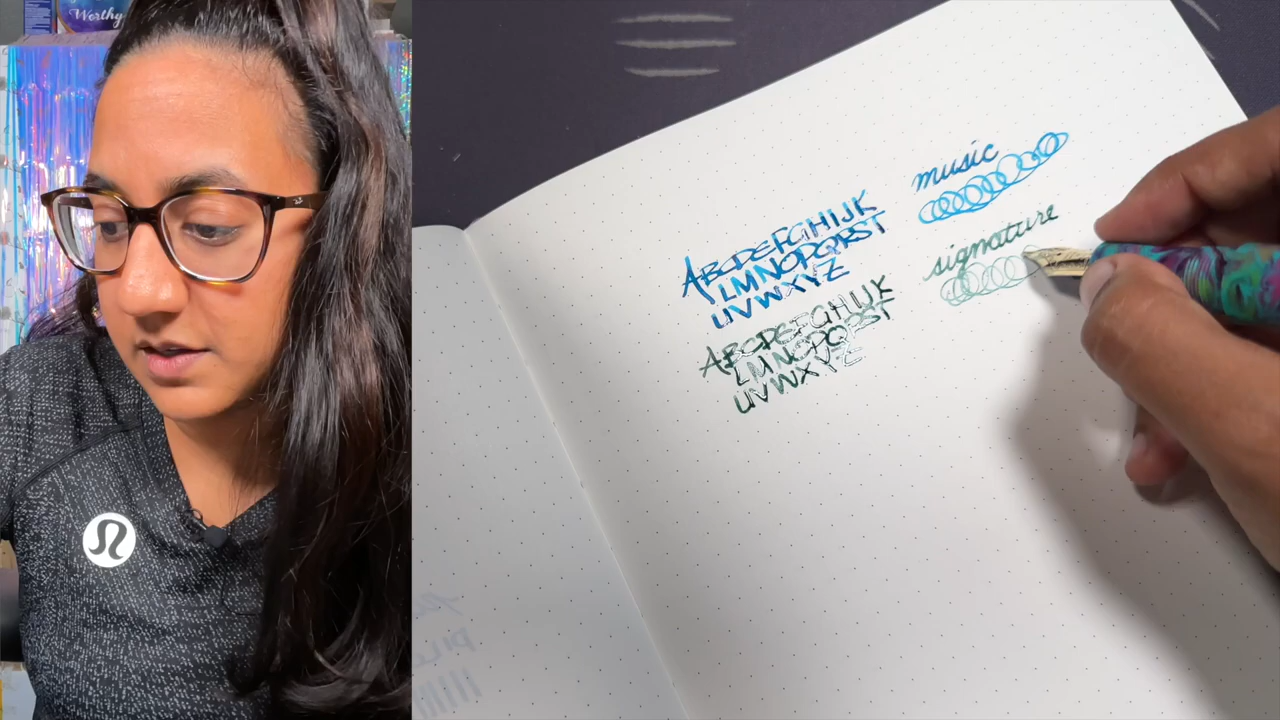 Worthy
ABCDEFGHIJK
LMNOPQRST
UVWXYZ
music
ABCDEFGHIJK
LMNOPQRST
UVWXYZ
signature